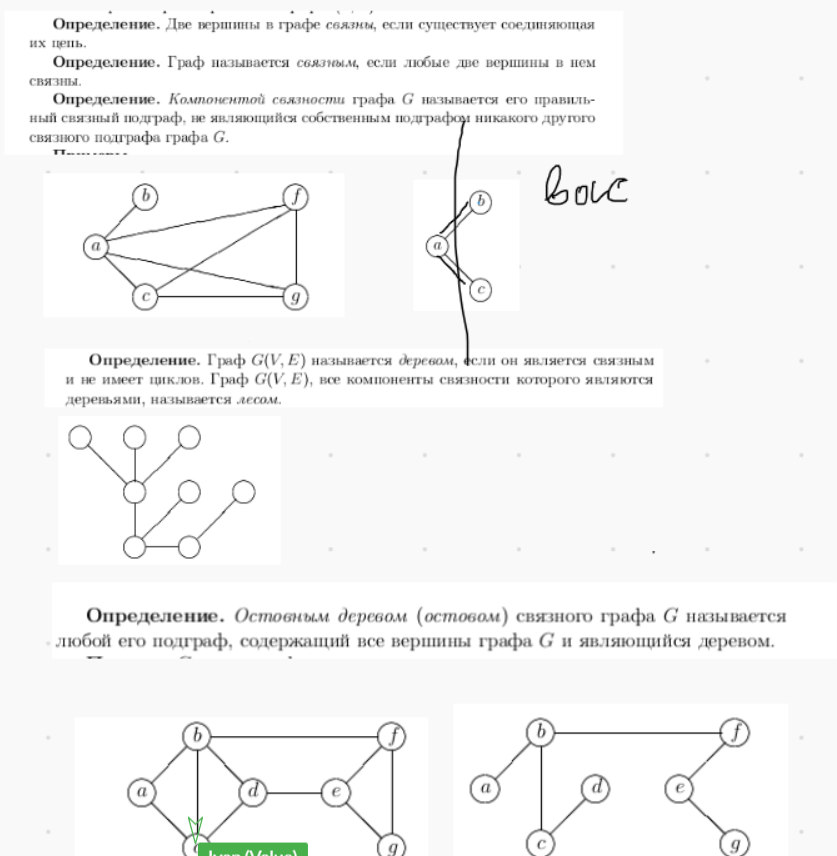 Определение. Две вершины в графе связны, если существует соединяющая
их цепь.
Определение. Граф называется связным, если любые две вершины в нем
связны.
Определение. Компонентой связности графа G называется его правиль-
ный связный подграф, не являющийся собственным подграфом никакого другого
связного подграфа графа G.
b f
a
c g
b
a
c
Определение. Граф G(V, E) называется деревом, если он является связным
и не имеет циклов. Граф G(V, E), все компоненты связности которого являются
деревьями, называется лесом.
Определение. Остовным деревом (остовом) связного графа G называется
любой его подграф, содержащий все вершины графа G и являющийся деревом.
b f
a d e
g
b f
a d e
c g